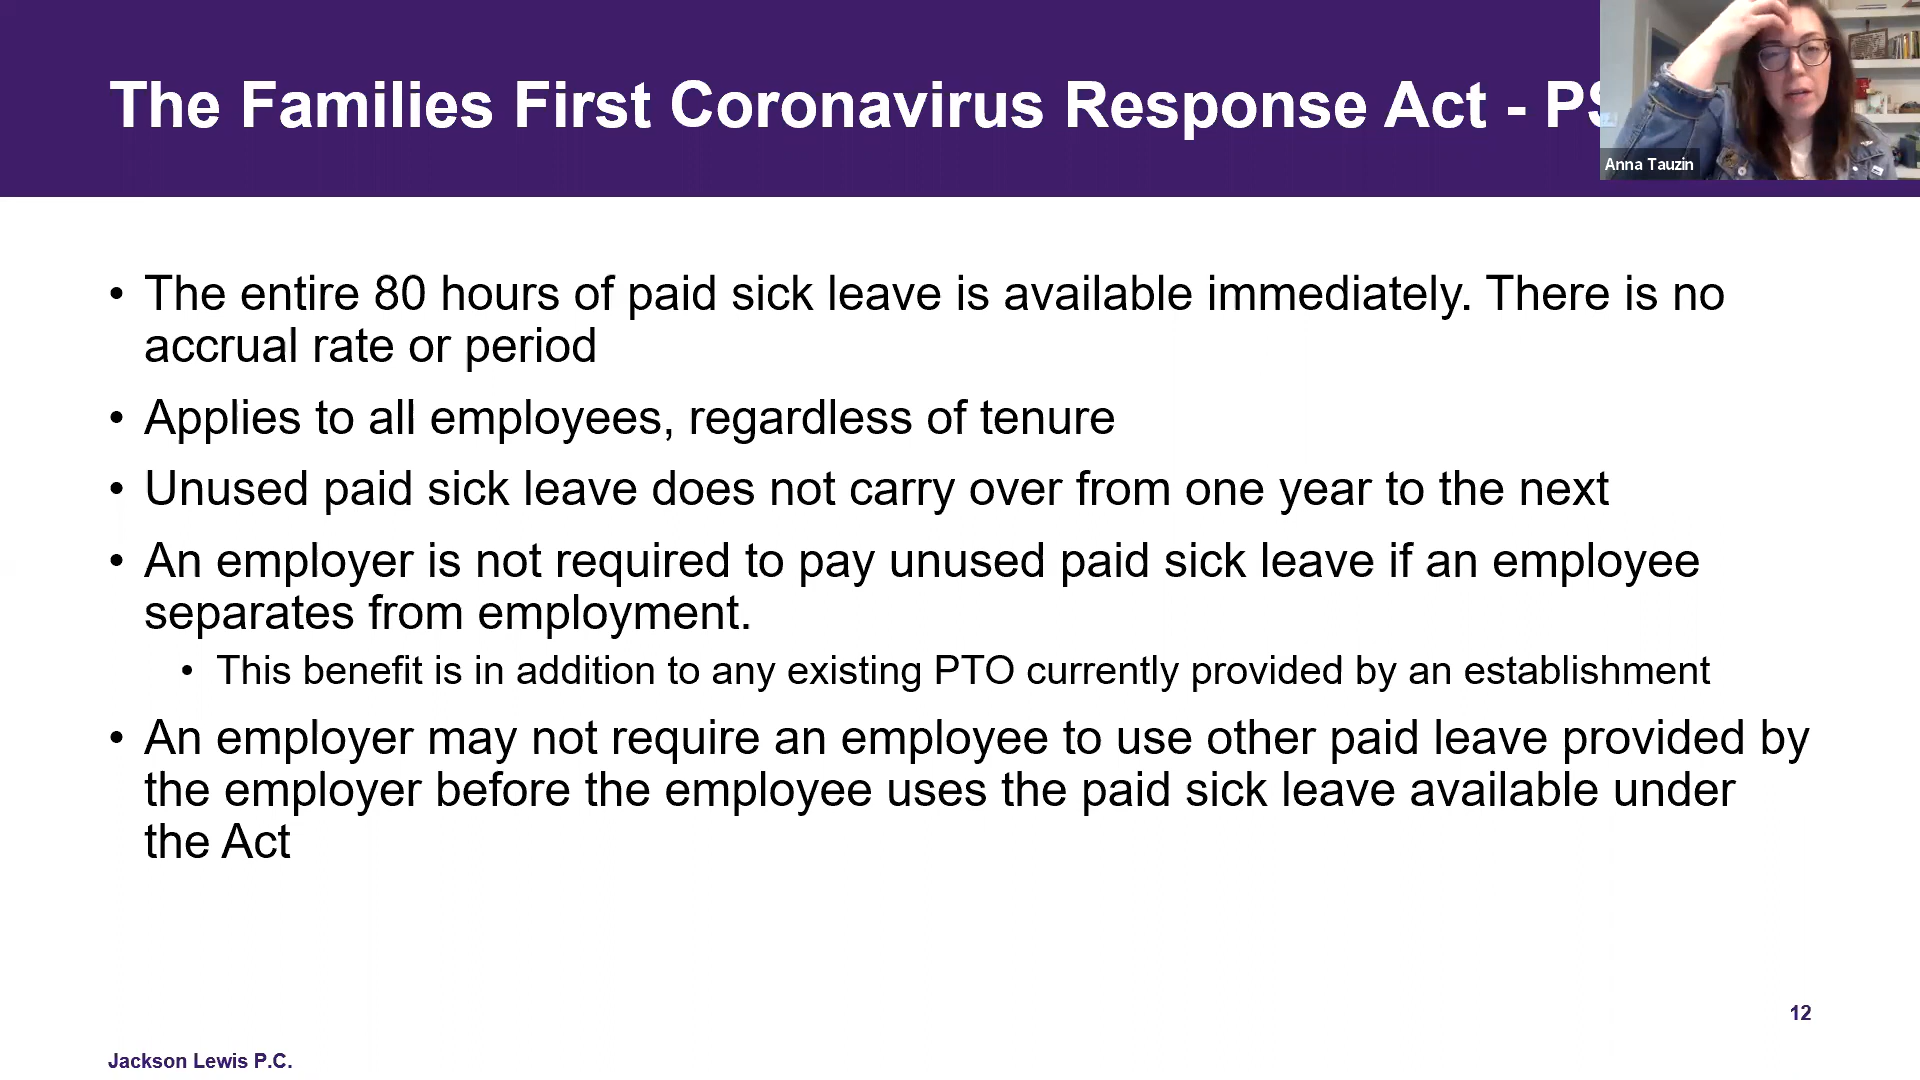 The Families First Coronavirus Response Act - PS
Anna Tauzin
• The entire 80 hours of paid sick leave is available immediately. There is no
accrual rate or period
• Applies to all employees, regardless of tenure
• Unused paid sick leave does not carry over from one year to the next
• An employer is not required to pay unused paid sick leave if an employee
separates from employment.
• This benefit is in addition to any existing PTO currently provided by an establishment
• An employer may not require an employee to use other paid leave provided by
the employer before the employee uses the paid sick leave available under
the Act
12
Jackson Lewis P.C.